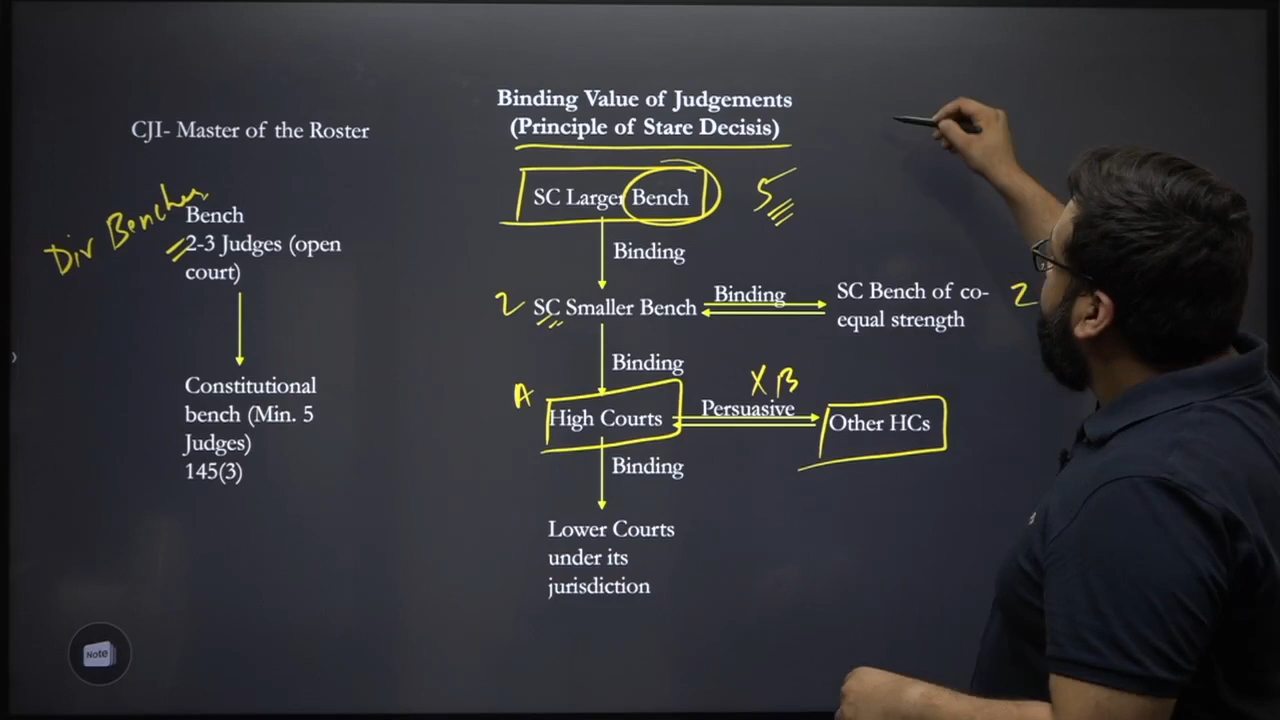 Binding Value of Judgements
(Principle of Stare Decisis)
CJI- Master of the Roster
Div Benches
Bench
2-3 Judges (open
court)
Constitutional
bench (Min. 5
Judges)
145(3)
SC Larger Bench
5
Binding
2
SC Smaller Bench
Binding
SC Bench of co-
equal strength
2
Binding
A
High Courts
X B
Persuasive
Other HCs
Binding
Lower Courts
under its
jurisdiction
Note